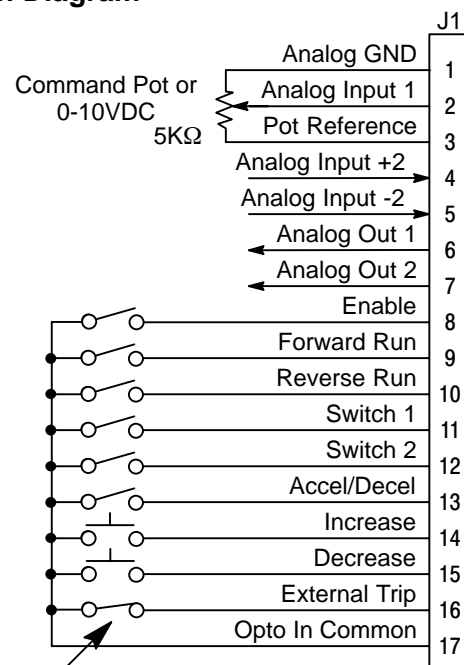 Diagram
J1
Analog GND 1
Command Pot or
0-10VDC
5KΩ
Analog Input 1 2
Pot Reference 3
Analog Input +2 4
Analog Input -2 5
Analog Out 1 6
Analog Out 2 7
Enable 8
Forward Run 9
Reverse Run 10
Switch 1 11
Switch 2 12
Accel/Decel 13
Increase 14
Decrease 15
External Trip 16
Opto In Common 17